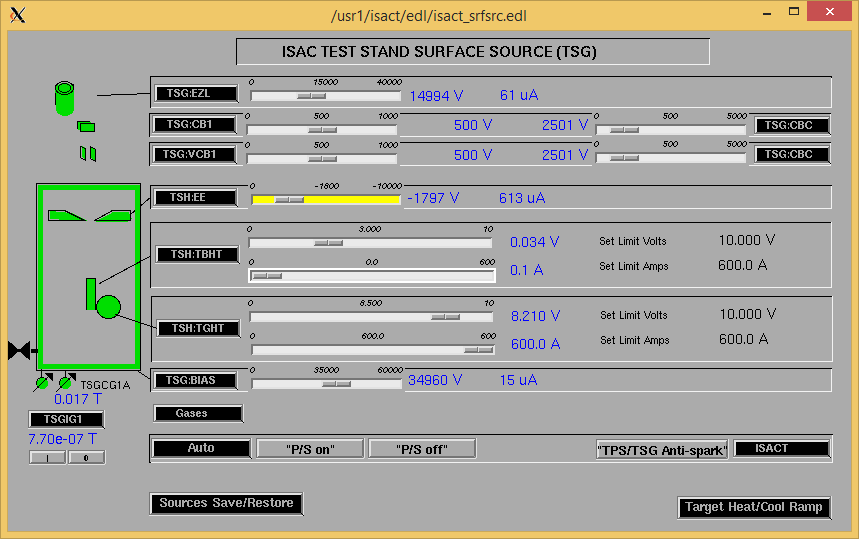 /usr1/isact/edl/isact_srfsrc.edl
ISAC TEST STAND SURFACE SOURCE (TSG)
0 15000 40000
TSG:EZL 14994 V 61 uA
0 500 1000 0 500 5000
TSG:CB1 500 V 2501 V TSG:CBC
0 500 1000 0 500 5000
TSG:VCB1 500 V 2501 V TSG:CBC
0 -1800 -10000
TSH:EE -1797 V 613 uA
0 3.000 10
0.034 V Set Limit Volts 10.000 V
TSH:TBHT
0 0.0 600
0.1 A Set Limit Amps 600.0 A
0 8.500 10
8.210 V Set Limit Volts 10.000 V
TSH:TGHT
0 600.0 600
600.0 A Set Limit Amps 600.0 A
0 35000 60000
TSG:BIAS 34960 V 15 uA
TSGCG1A
0.017 T
TSGIG1
7.70e-07 T
I 0
Gases
Auto "P/S on" "P/S off" "TPS/TSG Anti-spark" ISACT
Sources Save/Restore
Target Heat/Cool Ramp